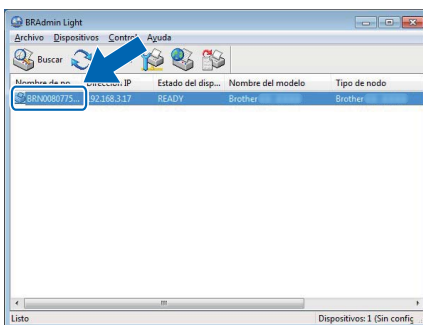 BRAdmin Light
Archivo Dispositivos Control Ayuda
Buscar
Nombre de no Dirección IP Estado del disp... Nombre del modelo Tipo de nodo
BRN0080775... 192.168.3.17 READY Brother Brother
Listo Dispositivos: 1 (Sin config